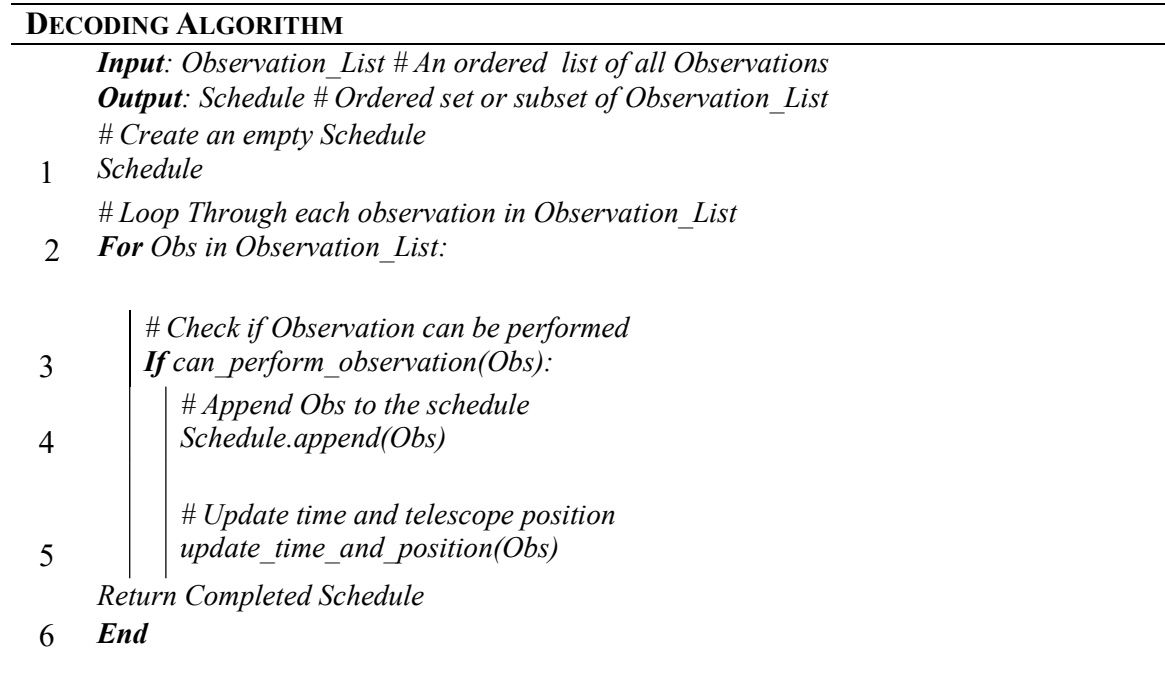 DECODING ALGORITHM
Input: Observation_List # An ordered list of all Observations
Output: Schedule # Ordered set or subset of Observation_List
# Create an empty Schedule
1 Schedule
# Loop Through each observation in Observation_List
2 For Obs in Observation_List:
# Check if Observation can be performed
3 If can_perform_observation(Obs):
# Append Obs to the schedule
4 Schedule.append(Obs)
# Update time and telescope position
5 update_time_and_position(Obs)
Return Completed Schedule
6 End